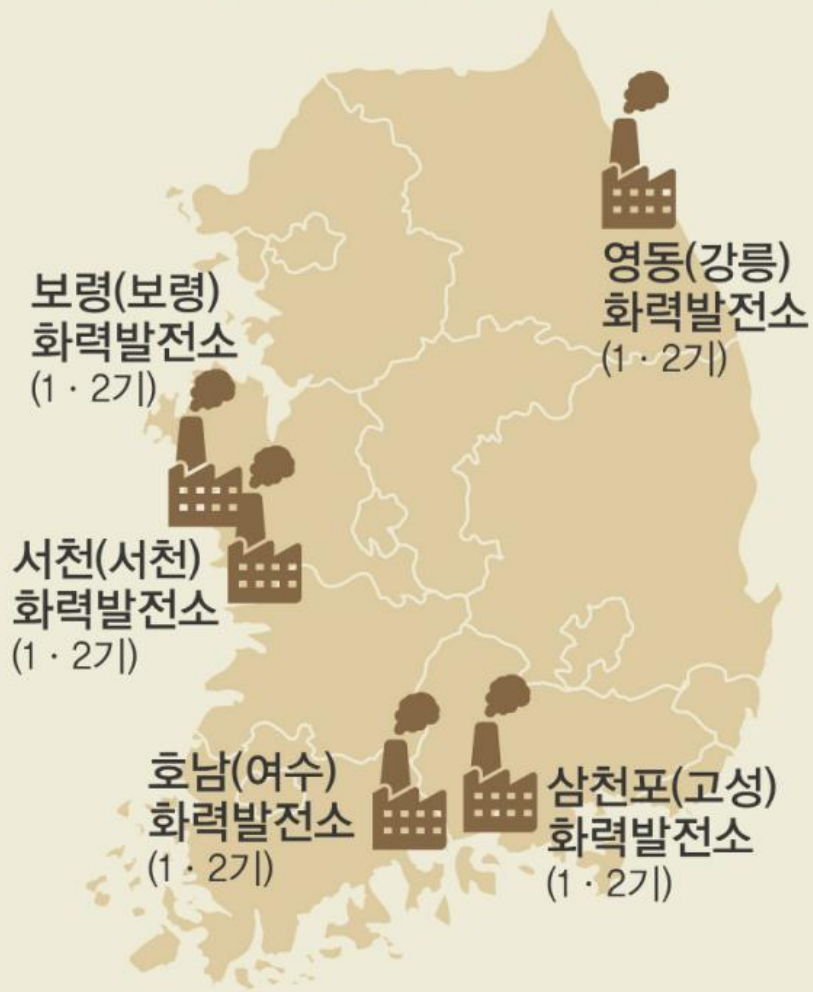 영동(강릉)
화력발전소
(1 · 2기)
보령(보령)
화력발전소
(1 · 2기)
서천(서천)
화력발전소
(1 · 2기)
호남(여수)
화력발전소
(1 · 2기)
삼천포(고성)
화력발전소
(1 · 2기)